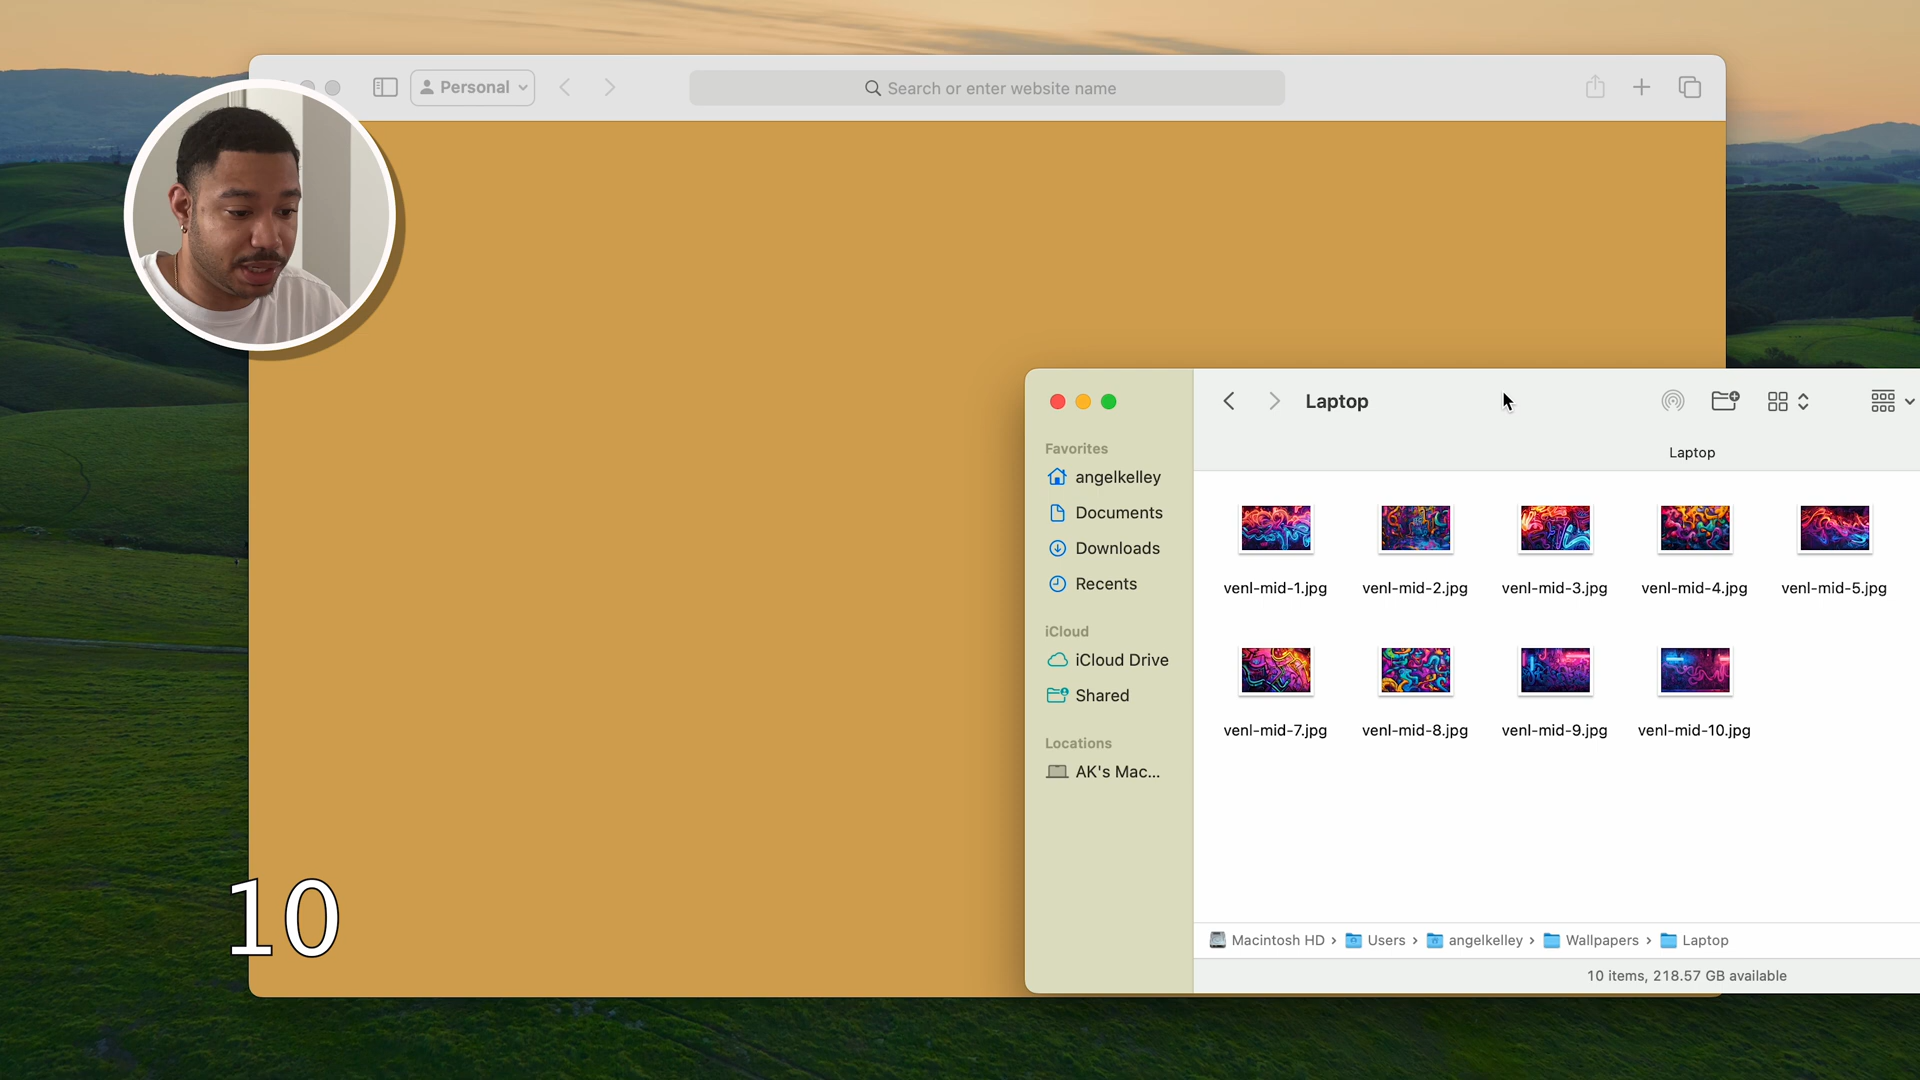 Personal
Search or enter website name
Laptop
Laptop
Favorites
angelkelley
Documents
Downloads
Recents
iCloud
iCloud Drive
Shared
Locations
AK's Mac...
venl-mid-1.jpg
venl-mid-2.jpg
venl-mid-3.jpg
venl-mid-4.jpg
venl-mid-5.jpg
venl-mid-7.jpg
venl-mid-8.jpg
venl-mid-9.jpg
venl-mid-10.jpg
Macintosh HD › Users › angelkelley › Wallpapers › Laptop
10 items, 218.57 GB available
10